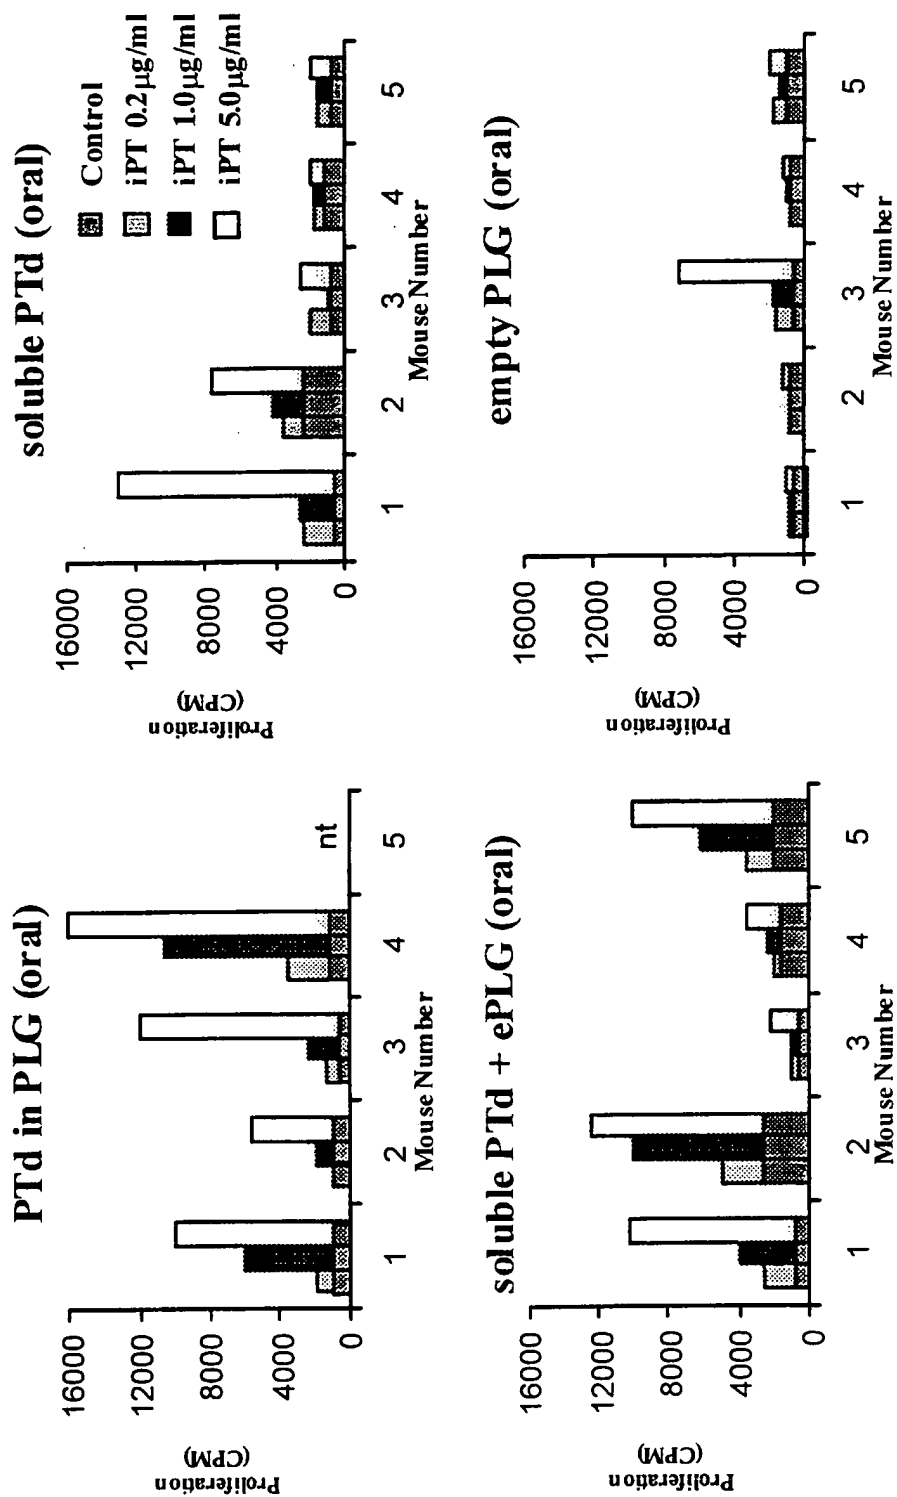 PTd in PLG (oral)
Proliferation
(CPM)
16000
12000
8000
4000
0
nt
1 2 3 4 5
Mouse Number
soluble PTd (oral)
Control
iPT 0.2µg/ml
iPT 1.0µg/ml
iPT 5.0µg/ml
Proliferation
(CPM)
16000
12000
8000
4000
0
1 2 3 4 5
Mouse Number
soluble PTd + ePLG (oral)
Proliferation
(CPM)
16000
12000
8000
4000
0
1 2 3 4 5
Mouse Number
empty PLG (oral)
Proliferation
(CPM)
16000
12000
8000
4000
0
1 2 3 4 5
Mouse Number